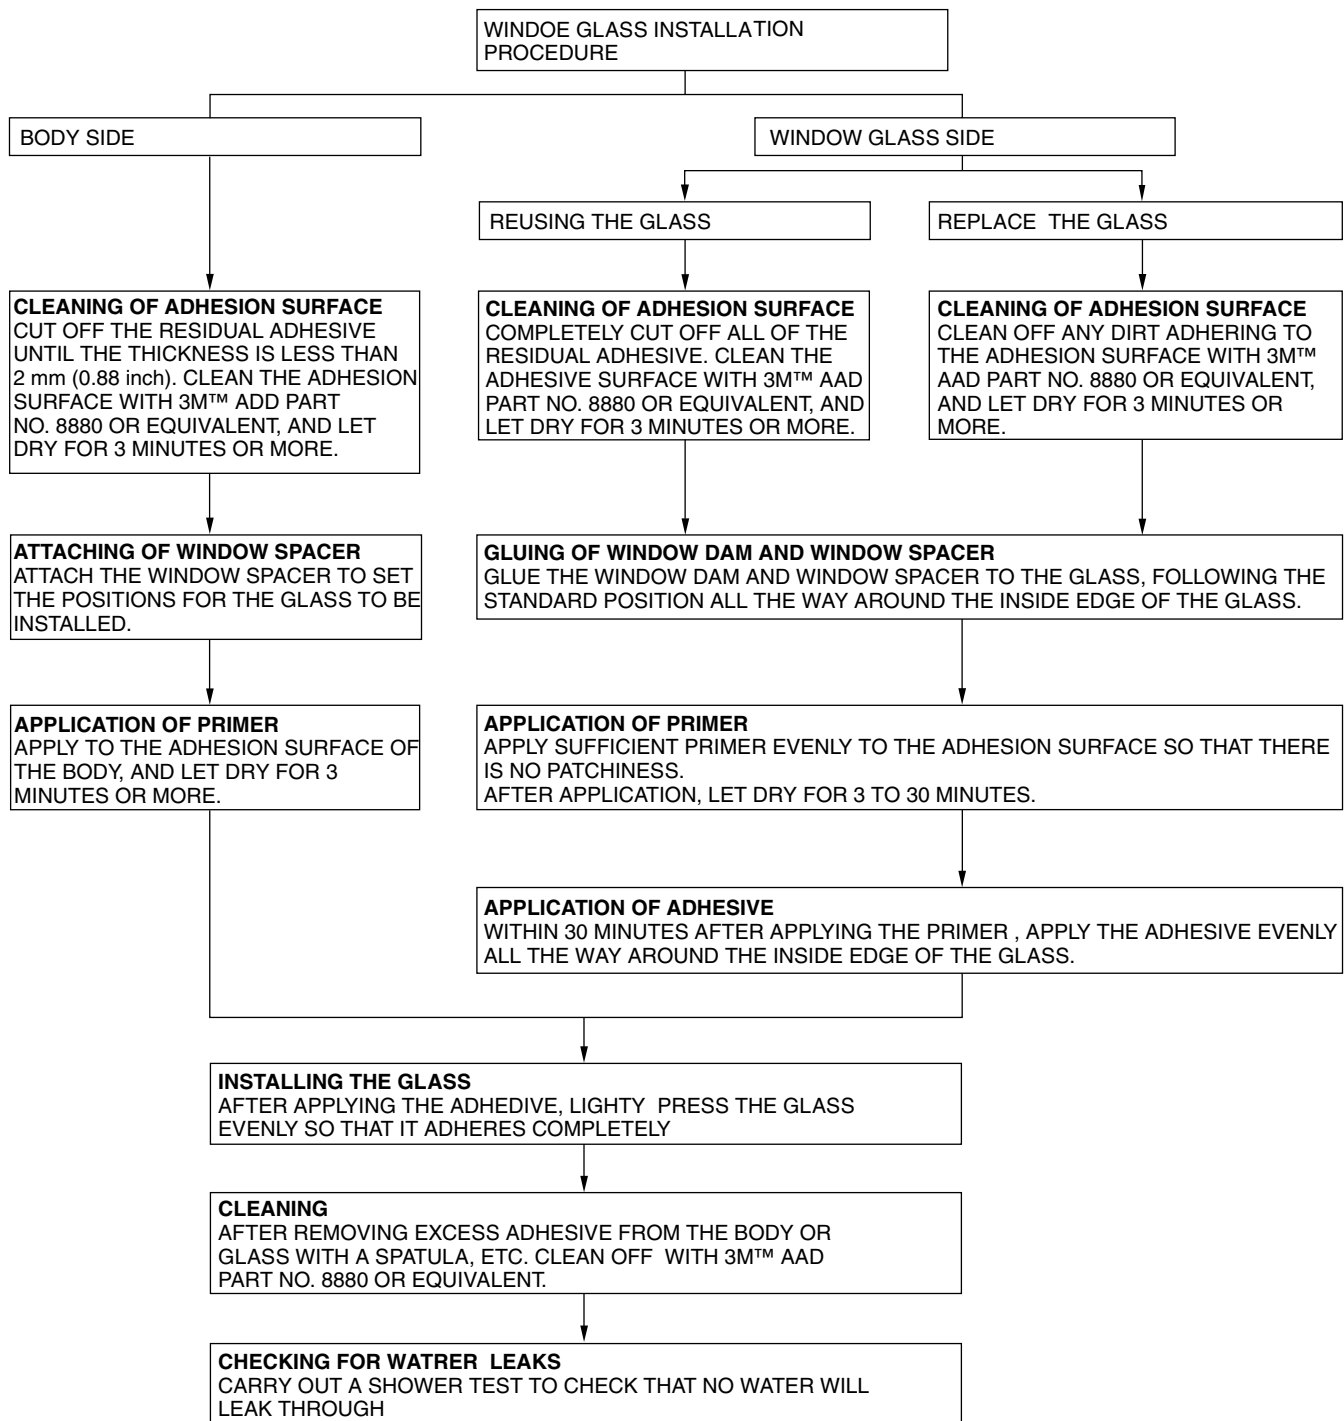 WINDOE GLASS INSTALLATION
PROCEDURE
BODY SIDE
WINDOW GLASS SIDE
REUSING THE GLASS
REPLACE THE GLASS
CLEANING OF ADHESION SURFACE
CUT OFF THE RESIDUAL ADHESIVE
UNTIL THE THICKNESS IS LESS THAN
2 mm (0.88 inch). CLEAN THE ADHESION
SURFACE WITH 3M™ ADD PART
NO. 8880 OR EQUIVALENT, AND LET
DRY FOR 3 MINUTES OR MORE.
CLEANING OF ADHESION SURFACE
COMPLETELY CUT OFF ALL OF THE
RESIDUAL ADHESIVE. CLEAN THE
ADHESIVE SURFACE WITH 3M™ AAD
PART NO. 8880 OR EQUIVALENT, AND
LET DRY FOR 3 MINUTES OR MORE.
CLEANING OF ADHESION SURFACE
CLEAN OFF ANY DIRT ADHERING TO
THE ADHESION SURFACE WITH 3M™
AAD PART NO. 8880 OR EQUIVALENT,
AND LET DRY FOR 3 MINUTES OR
MORE.
ATTACHING OF WINDOW SPACER
ATTACH THE WINDOW SPACER TO SET
THE POSITIONS FOR THE GLASS TO BE
INSTALLED.
GLUING OF WINDOW DAM AND WINDOW SPACER
GLUE THE WINDOW DAM AND WINDOW SPACER TO THE GLASS, FOLLOWING THE
STANDARD POSITION ALL THE WAY AROUND THE INSIDE EDGE OF THE GLASS.
APPLICATION OF PRIMER
APPLY TO THE ADHESION SURFACE OF
THE BODY, AND LET DRY FOR 3
MINUTES OR MORE.
APPLICATION OF PRIMER
APPLY SUFFICIENT PRIMER EVENLY TO THE ADHESION SURFACE SO THAT THERE
IS NO PATCHINESS.
AFTER APPLICATION, LET DRY FOR 3 TO 30 MINUTES.
APPLICATION OF ADHESIVE
WITHIN 30 MINUTES AFTER APPLYING THE PRIMER , APPLY THE ADHESIVE EVENLY
ALL THE WAY AROUND THE INSIDE EDGE OF THE GLASS.
INSTALLING THE GLASS
AFTER APPLYING THE ADHEDIVE, LIGHTY PRESS THE GLASS
EVENLY SO THAT IT ADHERES COMPLETELY
CLEANING
AFTER REMOVING EXCESS ADHESIVE FROM THE BODY OR
GLASS WITH A SPATULA, ETC. CLEAN OFF WITH 3M™ AAD
PART NO. 8880 OR EQUIVALENT.
CHECKING FOR WATRER LEAKS
CARRY OUT A SHOWER TEST TO CHECK THAT NO WATER WILL
LEAK THROUGH